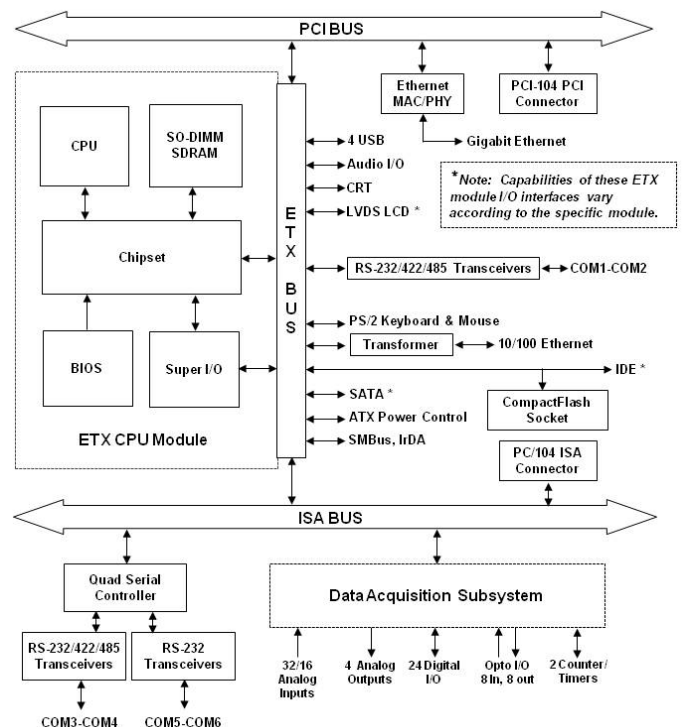 PCI BUS
Ethernet
MAC/PHY
PCI-104 PCI
Connector
CPU
SO-DIMM
SDRAM
4 USB
Gigabit Ethernet
Audio I/O
CRT
LVDS LCD *
*Note: Capabilities of these ETX
module I/O interfaces vary
according to the specific module.
ETX BUS
Chipset
RS-232/422/485 Transceivers
COM1-COM2
PS/2 Keyboard & Mouse
Transformer
10/100 Ethernet
BIOS
Super I/O
IDE *
SATA *
CompactFlash
Socket
ATX Power Control
ETX CPU Module
SMBus, IrDA
PC/104 ISA
Connector
ISA BUS
Quad Serial
Controller
Data Acquisition Subsystem
RS-232/422/485
Transceivers
RS-232
Transceivers
32/16
Analog
Inputs
4 Analog
Outputs
24 Digital
I/O
Opto I/O
8 In, 8 out
2 Counter/
Timers
COM3-COM4
COM5-COM6